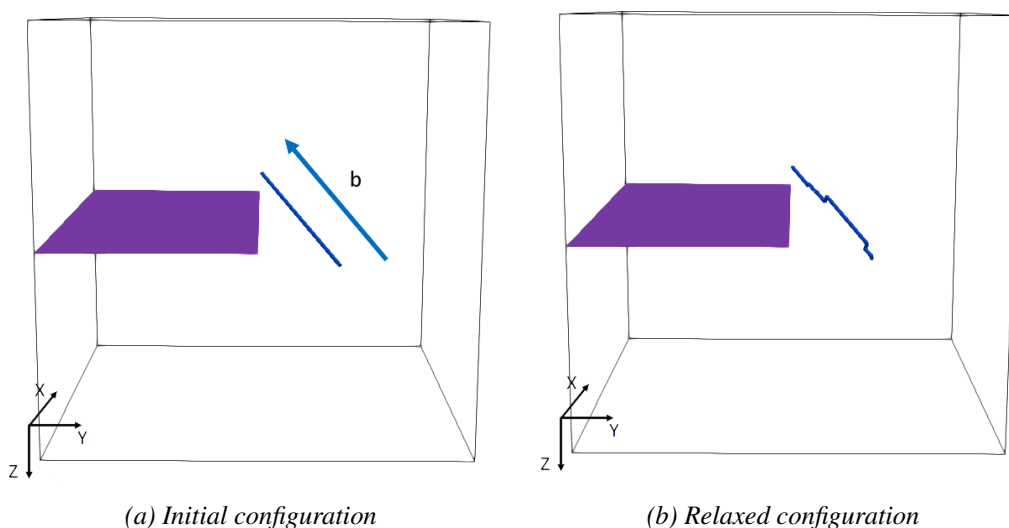 b
X
Y
Z
X
Y
Z
(a) Initial configuration
(b) Relaxed configuration